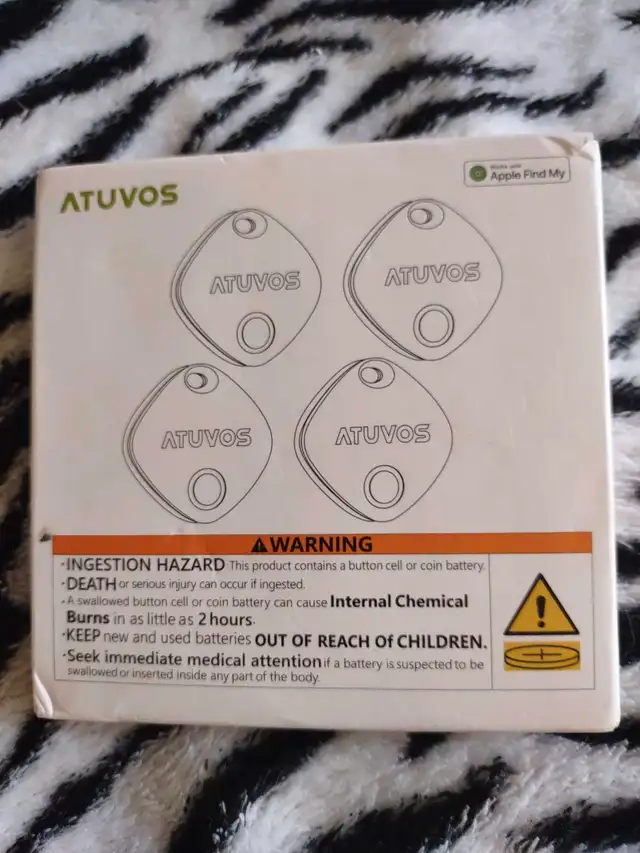 ATUVOS
Works with
Apple Find My
ATUVOS
ATUVOS
ATUVOS
ATUVOS
WARNING
·INGESTION HAZARD This product contains a button cell or coin battery.
·DEATH or serious injury can occur if ingested.
·A swallowed button cell or coin battery can cause Internal Chemical
Burns in as little as 2 hours.
·KEEP new and used batteries OUT OF REACH Of CHILDREN.
·Seek immediate medical attention if a battery is suspected to be
swallowed or inserted inside any part of the body.